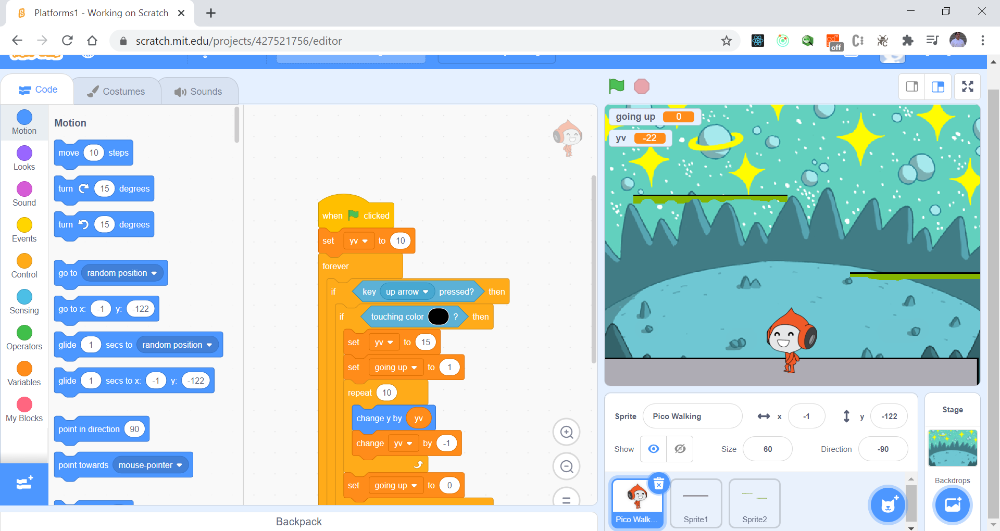 Platforms1 - Working on Scratch
scratch.mit.edu/projects/427521756/editor
off
Code
Costumes
Sounds
Motion
Looks
Sound
Events
Control
Sensing
Operators
Variables
My Blocks
Motion
move 10 steps
turn 15 degrees
turn 15 degrees
go to random position
go to x: -1 y: -122
glide 1 secs to random position
glide 1 secs to x: -1 y: -122
point in direction 90
point towards mouse-pointer
when clicked
set yv to 10
forever
if key up arrow pressed? then
if touching color ? then
set yv to 15
set going up to 1
repeat 10
change y by yv
change yv by -1
set going up to 0
Backpack
going up 0
yv -22
Sprite Pico Walking x -1 y -122
Show Size 60 Direction -90
Pico Walk...
Sprite1
Sprite2
Stage
Backdrops